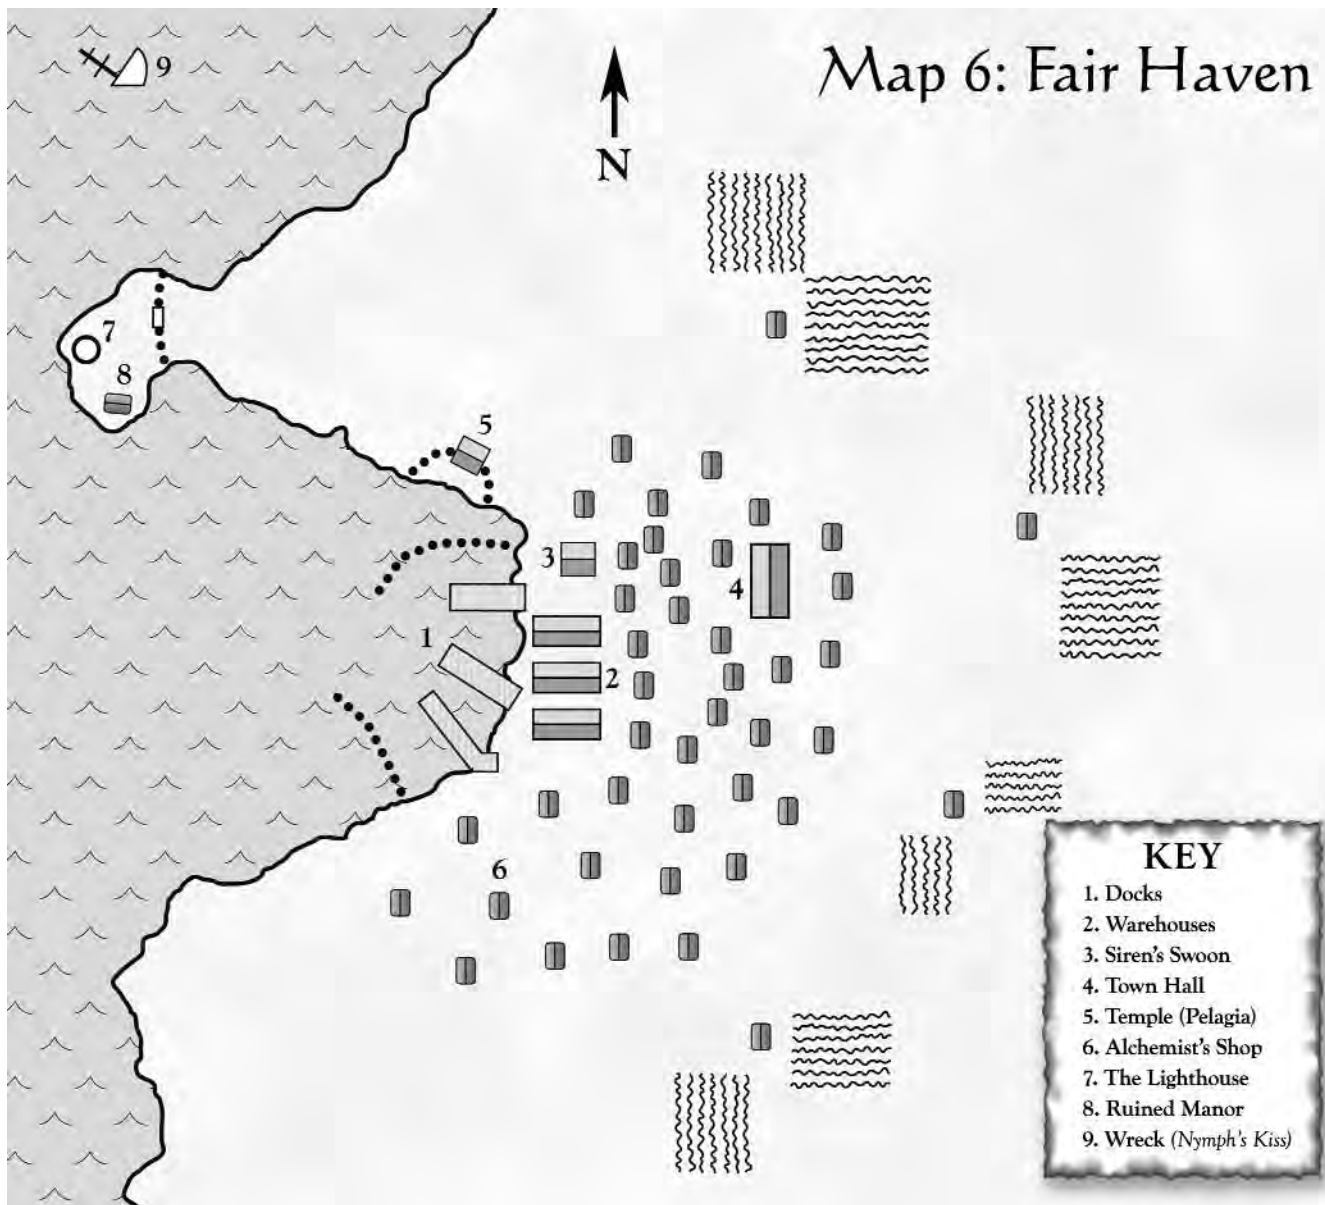 Map 6: Fair Haven
9
N
7
8
5
3
4
1
2
6
KEY
1. Docks
2. Warehouses
3. Siren's Swoon
4. Town Hall
5. Temple (Pelagia)
6. Alchemist's Shop
7. The Lighthouse
8. Ruined Manor
9. Wreck (Nymph's Kiss)